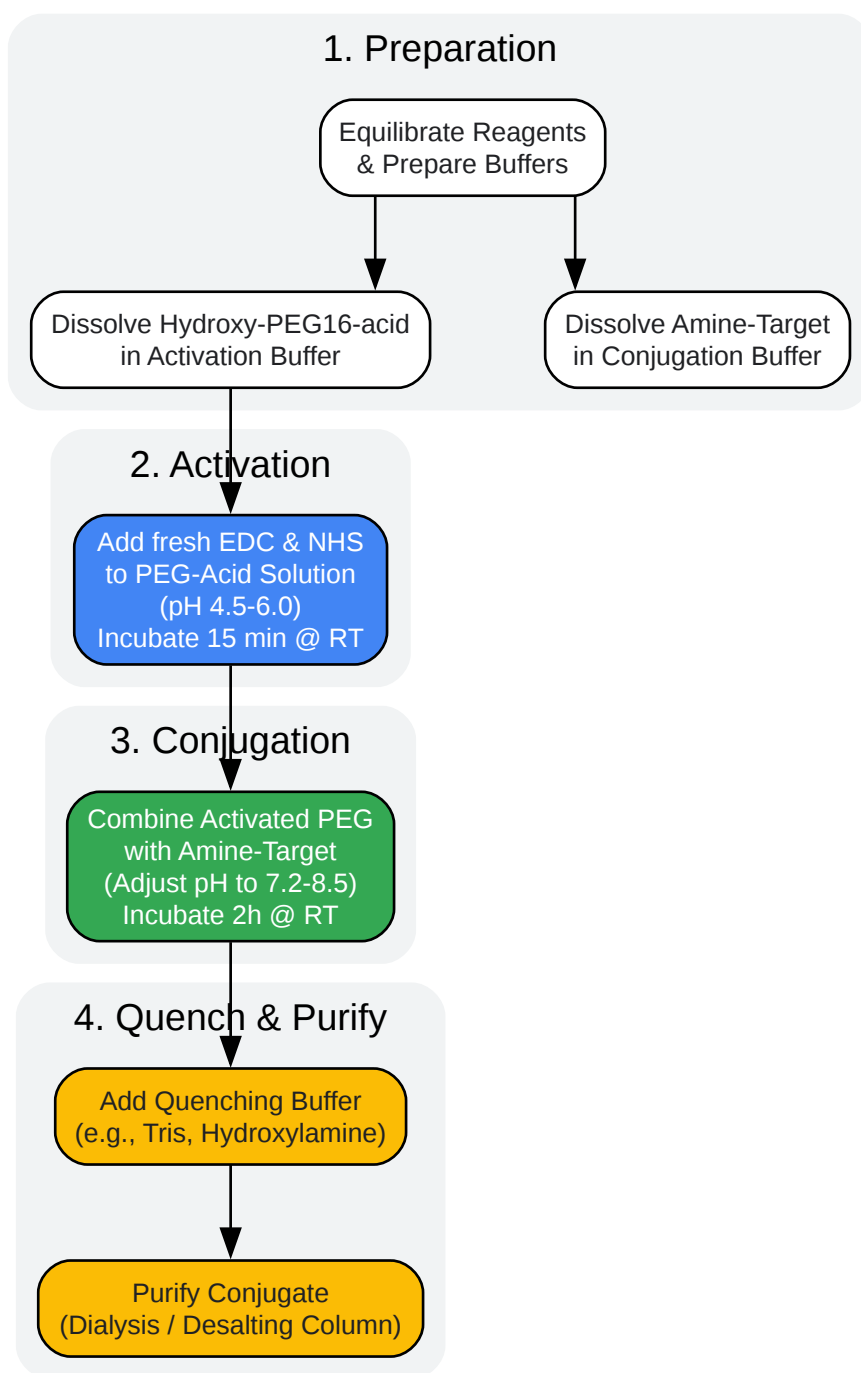 1. Preparation
Equilibrate Reagents
& Prepare Buffers
Dissolve Hydroxy-PEG16-acid
in Activation Buffer
Dissolve Amine-Target
in Conjugation Buffer
2. Activation
Add fresh EDC & NHS
to PEG-Acid Solution
(pH 4.5-6.0)
Incubate 15 min @ RT
3. Conjugation
Combine Activated PEG
with Amine-Target
(Adjust pH to 7.2-8.5)
Incubate 2h @ RT
4. Quench & Purify
Add Quenching Buffer
(e.g., Tris, Hydroxylamine)
Purify Conjugate
(Dialysis / Desalting Column)